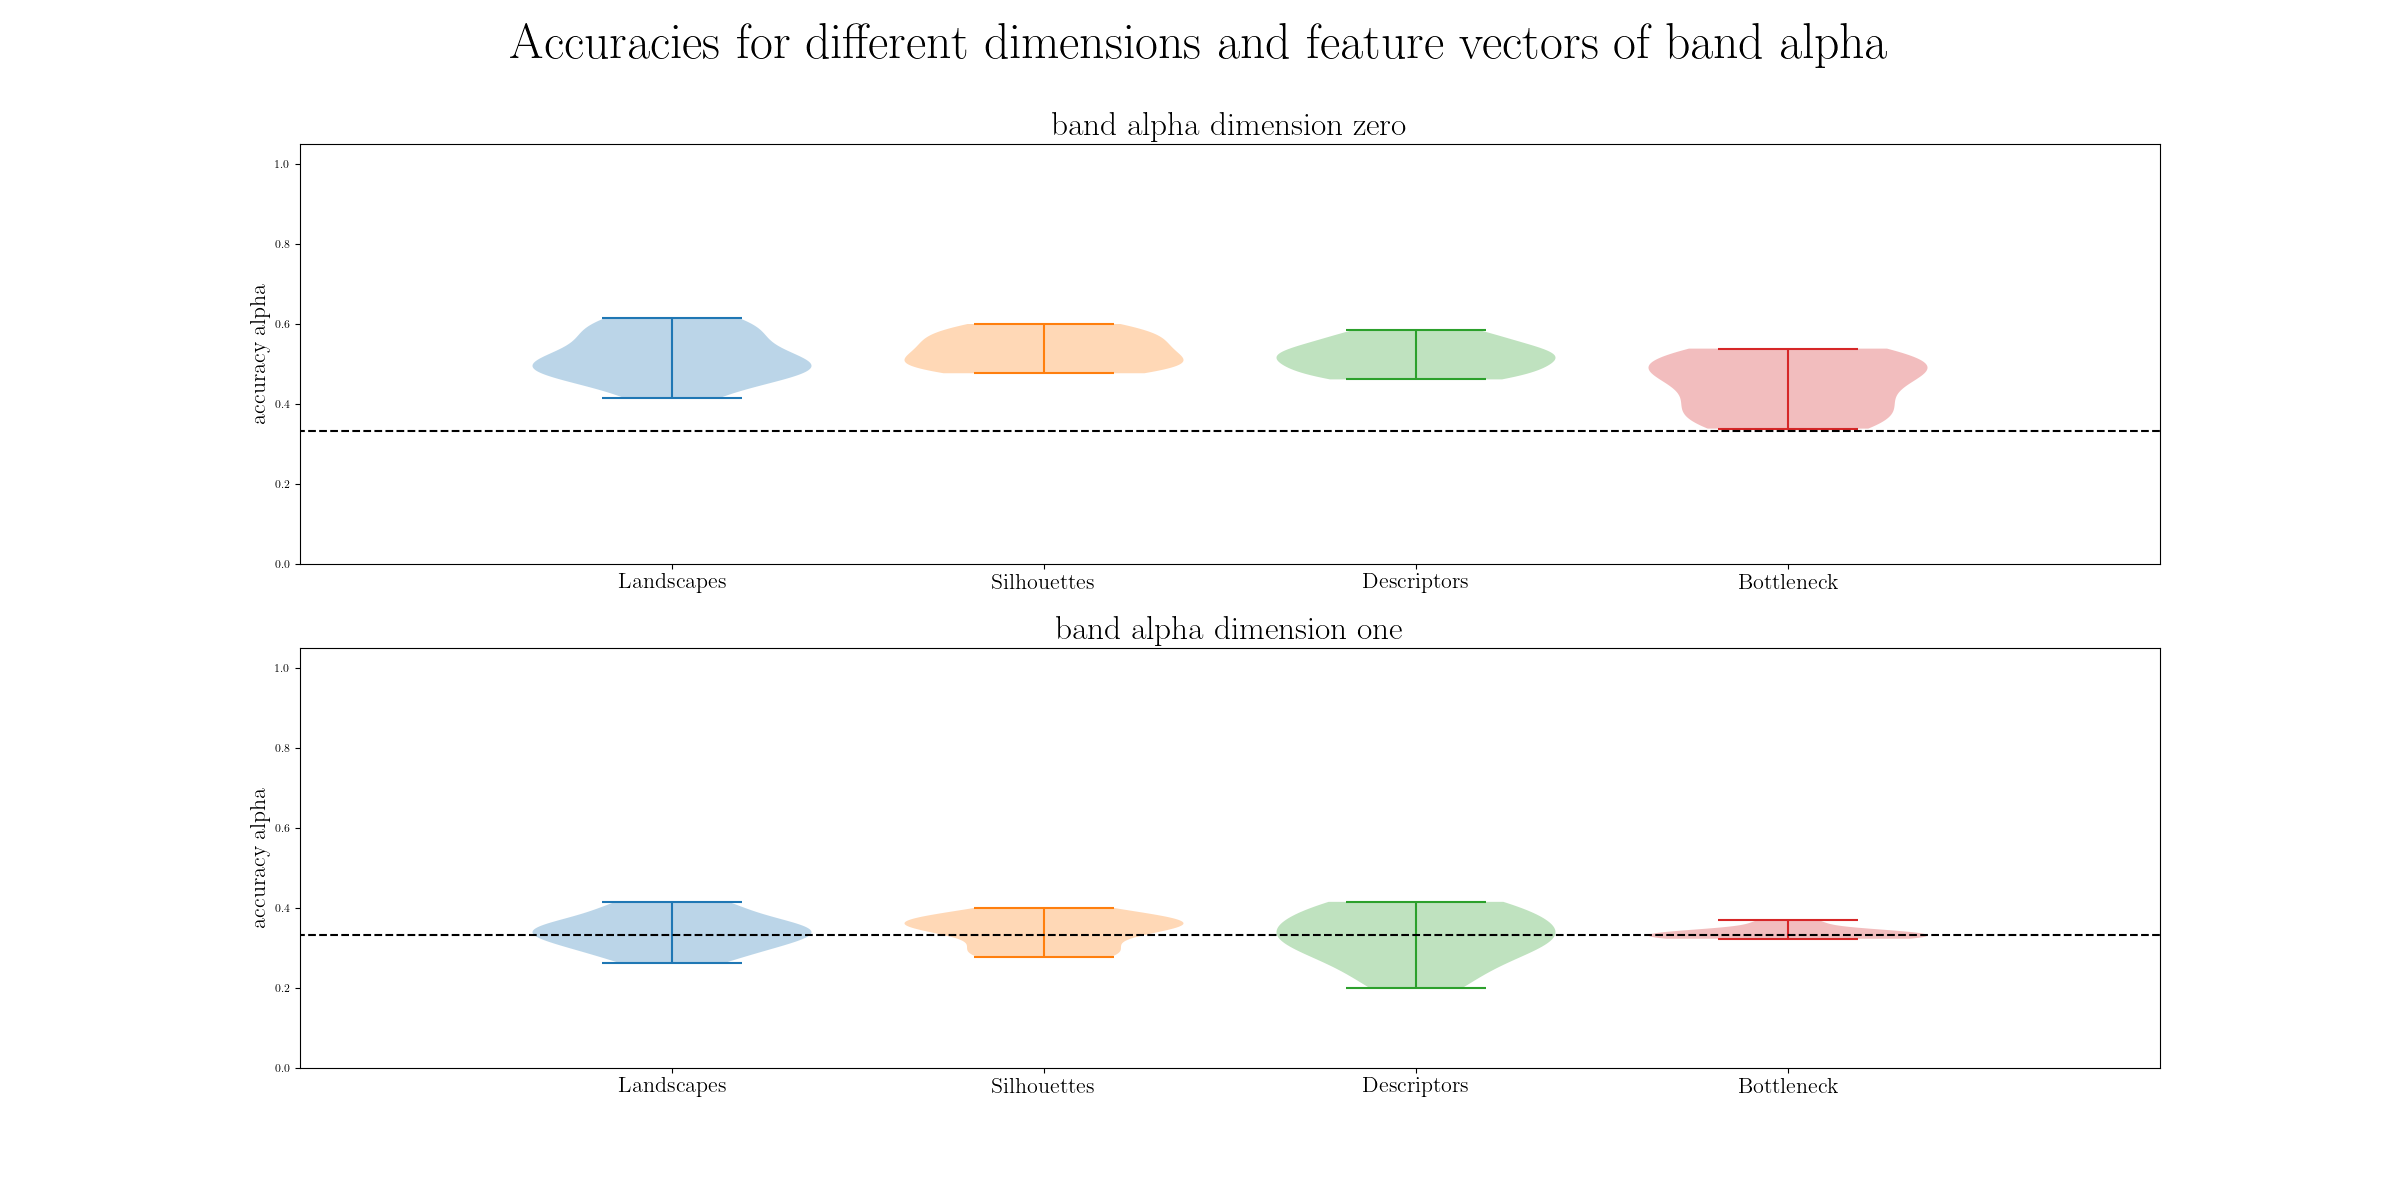 Accuracies for different dimensions and feature vectors of band alpha
band alpha dimension zero
1.0
0.8
0.6
0.4
0.2
0.0
accuracy alpha
Landscapes Silhouettes Descriptors Bottleneck
band alpha dimension one
1.0
0.8
0.6
0.4
0.2
0.0
accuracy alpha
Landscapes Silhouettes Descriptors Bottleneck